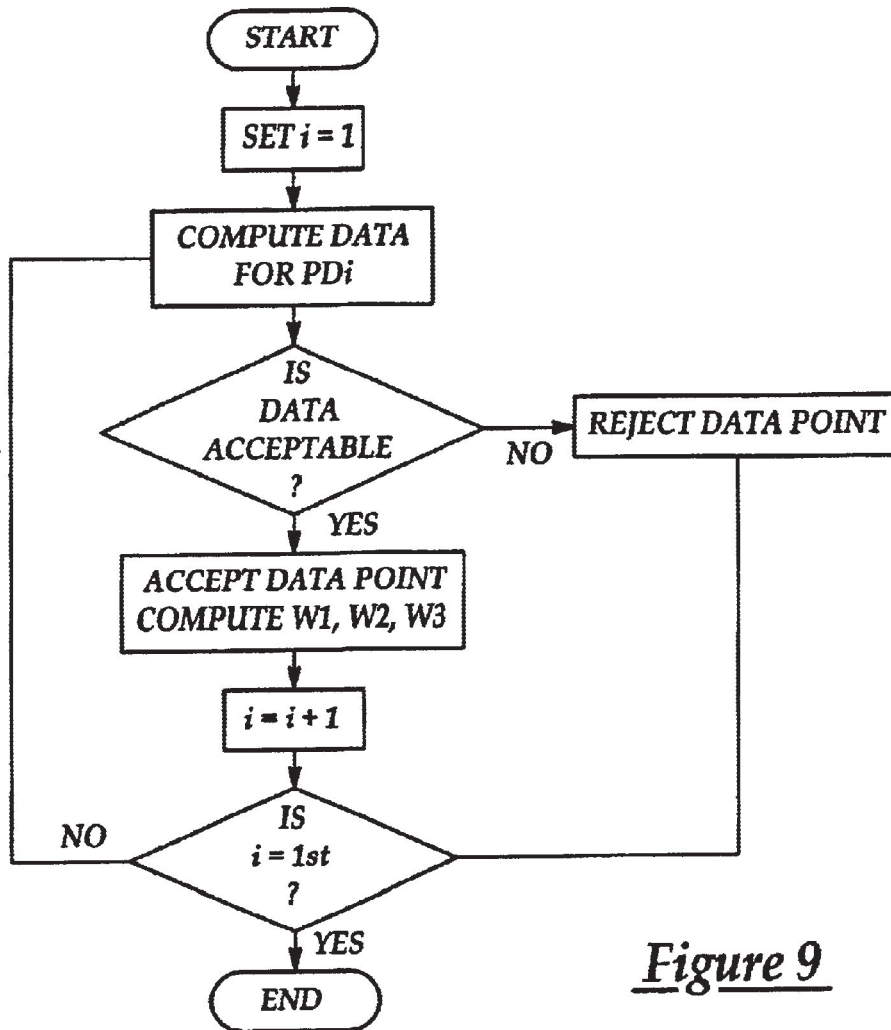 START
SET i = 1
COMPUTE DATA
FOR PDi
IS
DATA
ACCEPTABLE
?
NO
REJECT DATA POINT
YES
ACCEPT DATA POINT
COMPUTE W1, W2, W3
i = i + 1
NO
IS
i = 1st
?
YES
END
Figure 9